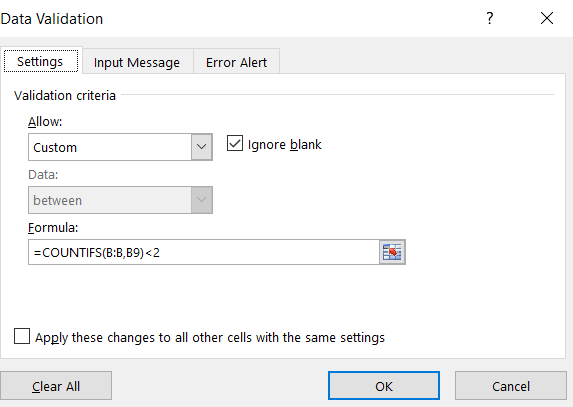 Data Validation ? ×
Settings Input Message Error Alert
Validation criteria
Allow:
Custom Ignore blank
Data:
between
Formula:
=COUNTIFS(B:B,B9)<2
Apply these changes to all other cells with the same settings
Clear All OK Cancel